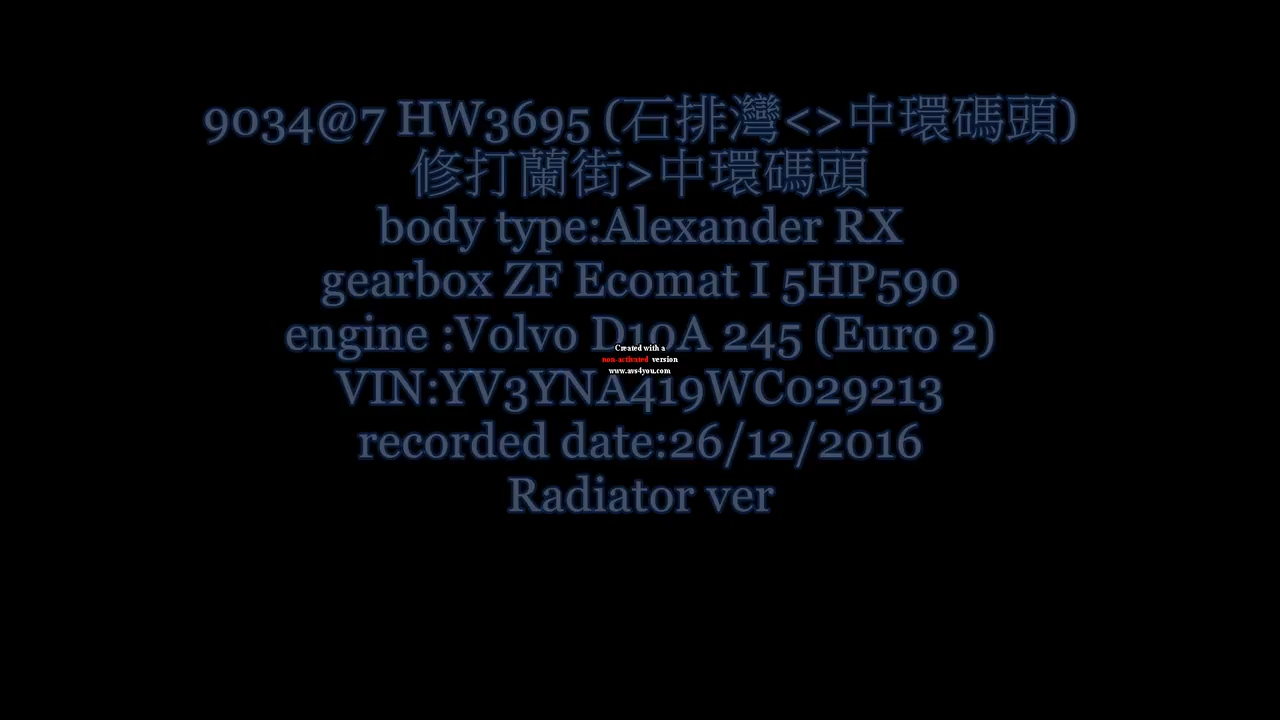 9034@7 HW3695 (石排灣<>中環碼頭)
修打蘭街>中環碼頭
body type:Alexander RX
gearbox ZF Ecomat I 5HP590
engine :Volvo D10A 245 (Euro 2)
Created with a
non-activated version
www.avs4you.com
VIN:YV3YNA419WC029213
recorded date:26/12/2016
Radiator ver